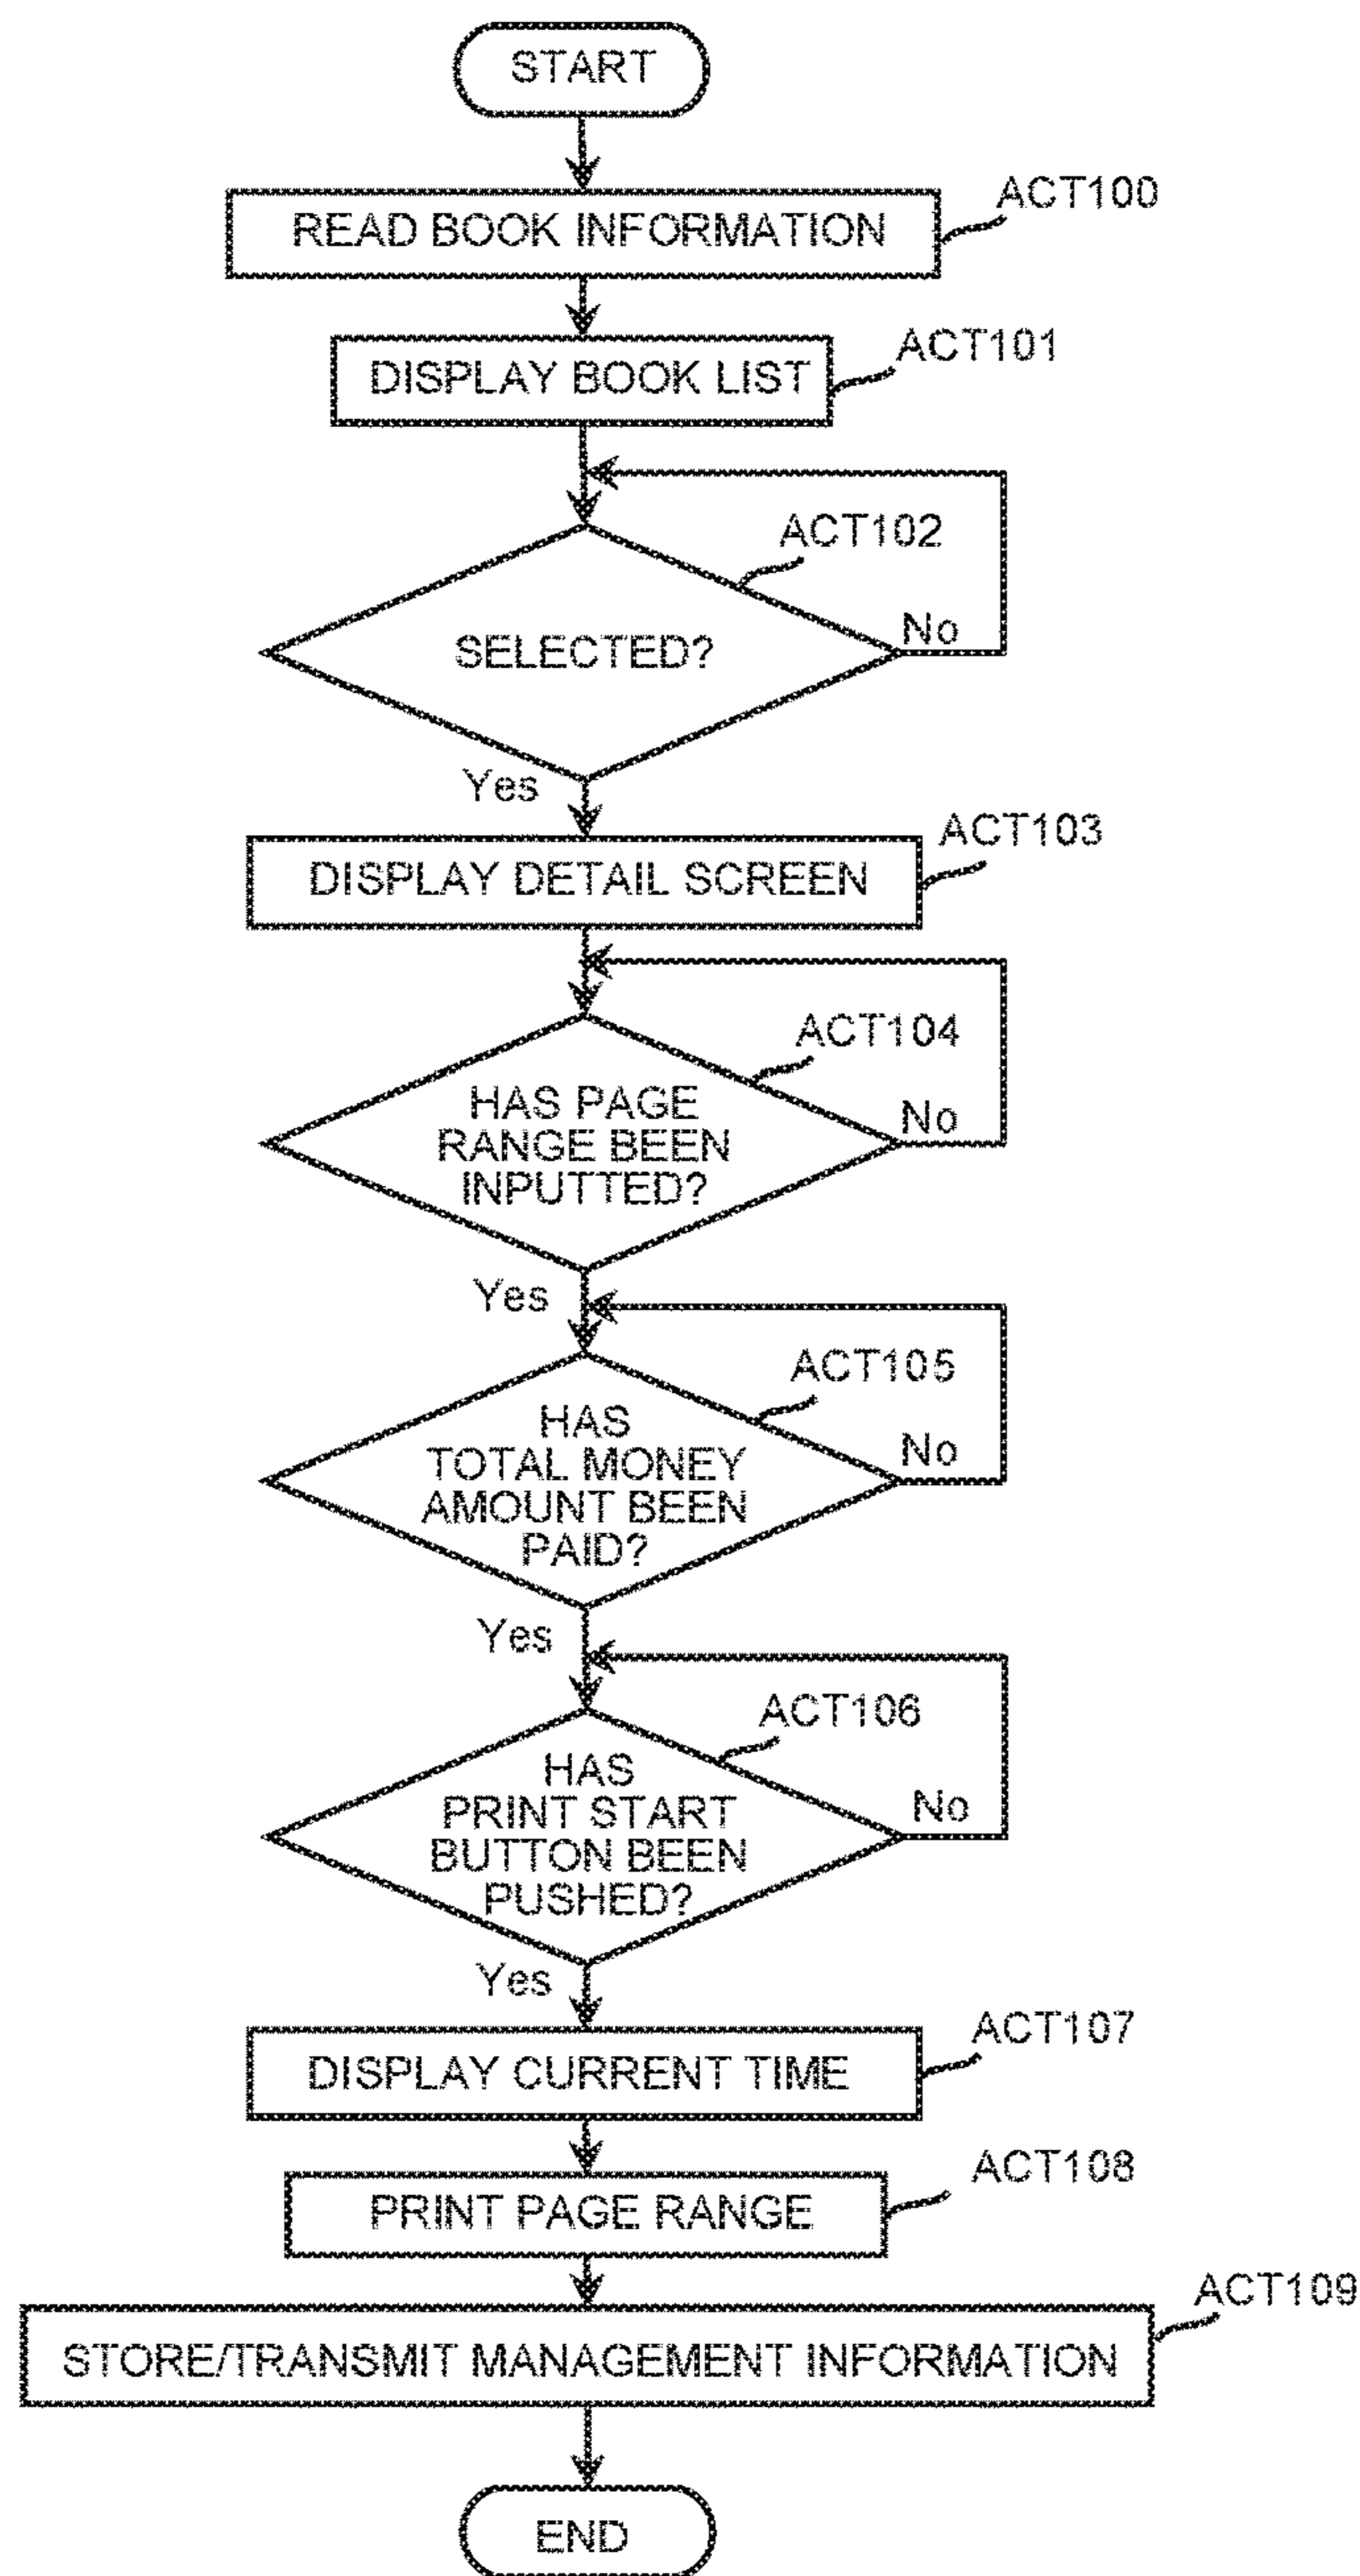 START
READ BOOK INFORMATION
ACT100
DISPLAY BOOK LIST
ACT101
ACT102
SELECTED?
No
Yes
DISPLAY DETAIL SCREEN
ACT103
ACT104
HAS PAGE
RANGE BEEN
INPUTTED?
No
Yes
ACT105
HAS
TOTAL MONEY
AMOUNT BEEN
PAID?
No
Yes
ACT106
HAS
PRINT START
BUTTON BEEN
PUSHED?
No
Yes
DISPLAY CURRENT TIME
ACT107
PRINT PAGE RANGE
ACT108
STORE/TRANSMIT MANAGEMENT INFORMATION
ACT109
END